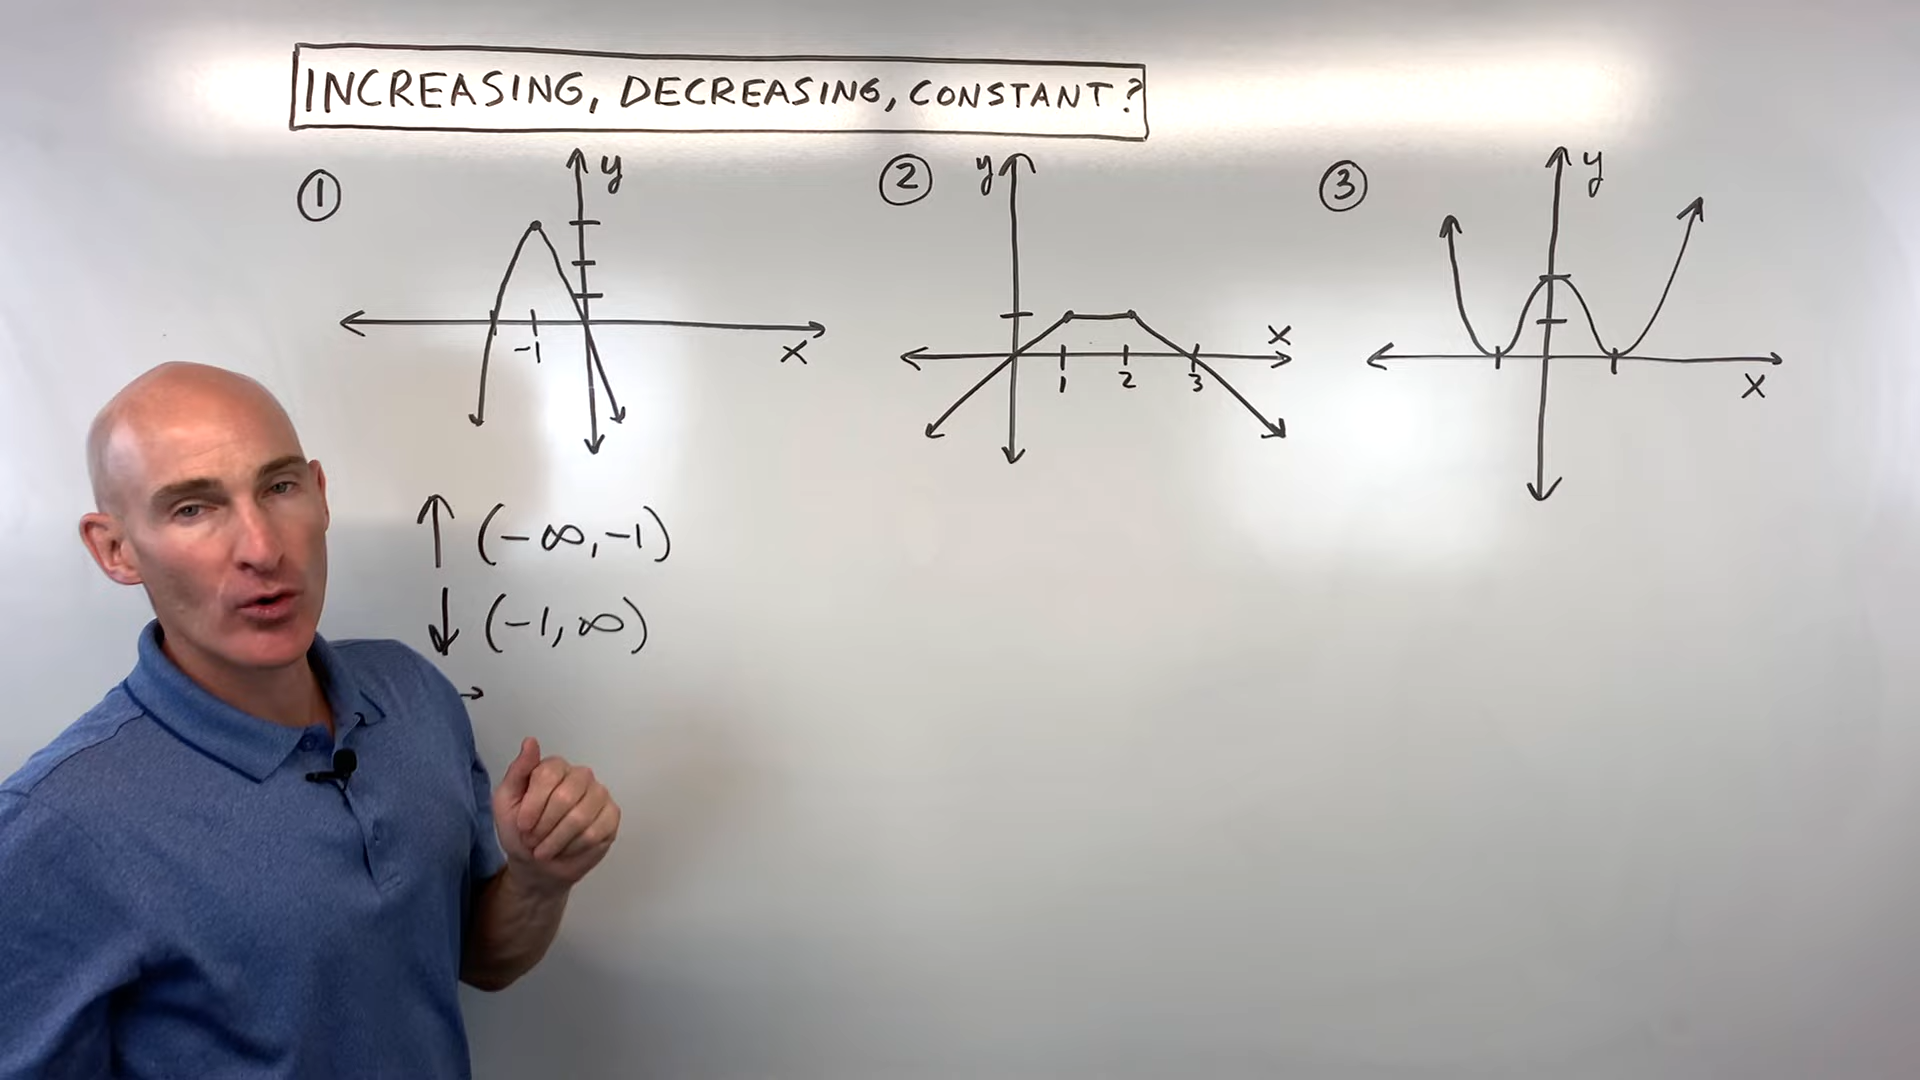 INCREASING, DECREASING, CONSTANT?
① y
-1
x
② y
x
1 2 3
③ y
x
↑ (-∞,-1)
↓ (-1,∞)
→